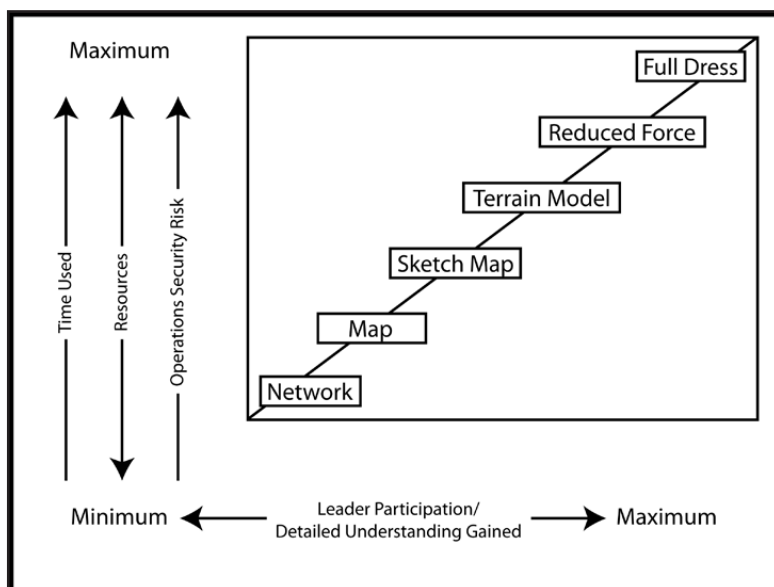 Maximum
Full Dress
Reduced Force
Terrain Model
Sketch Map
Map
Network
Time Used
Resources
Operations Security Risk
Minimum
Leader Participation/
Detailed Understanding Gained
Maximum